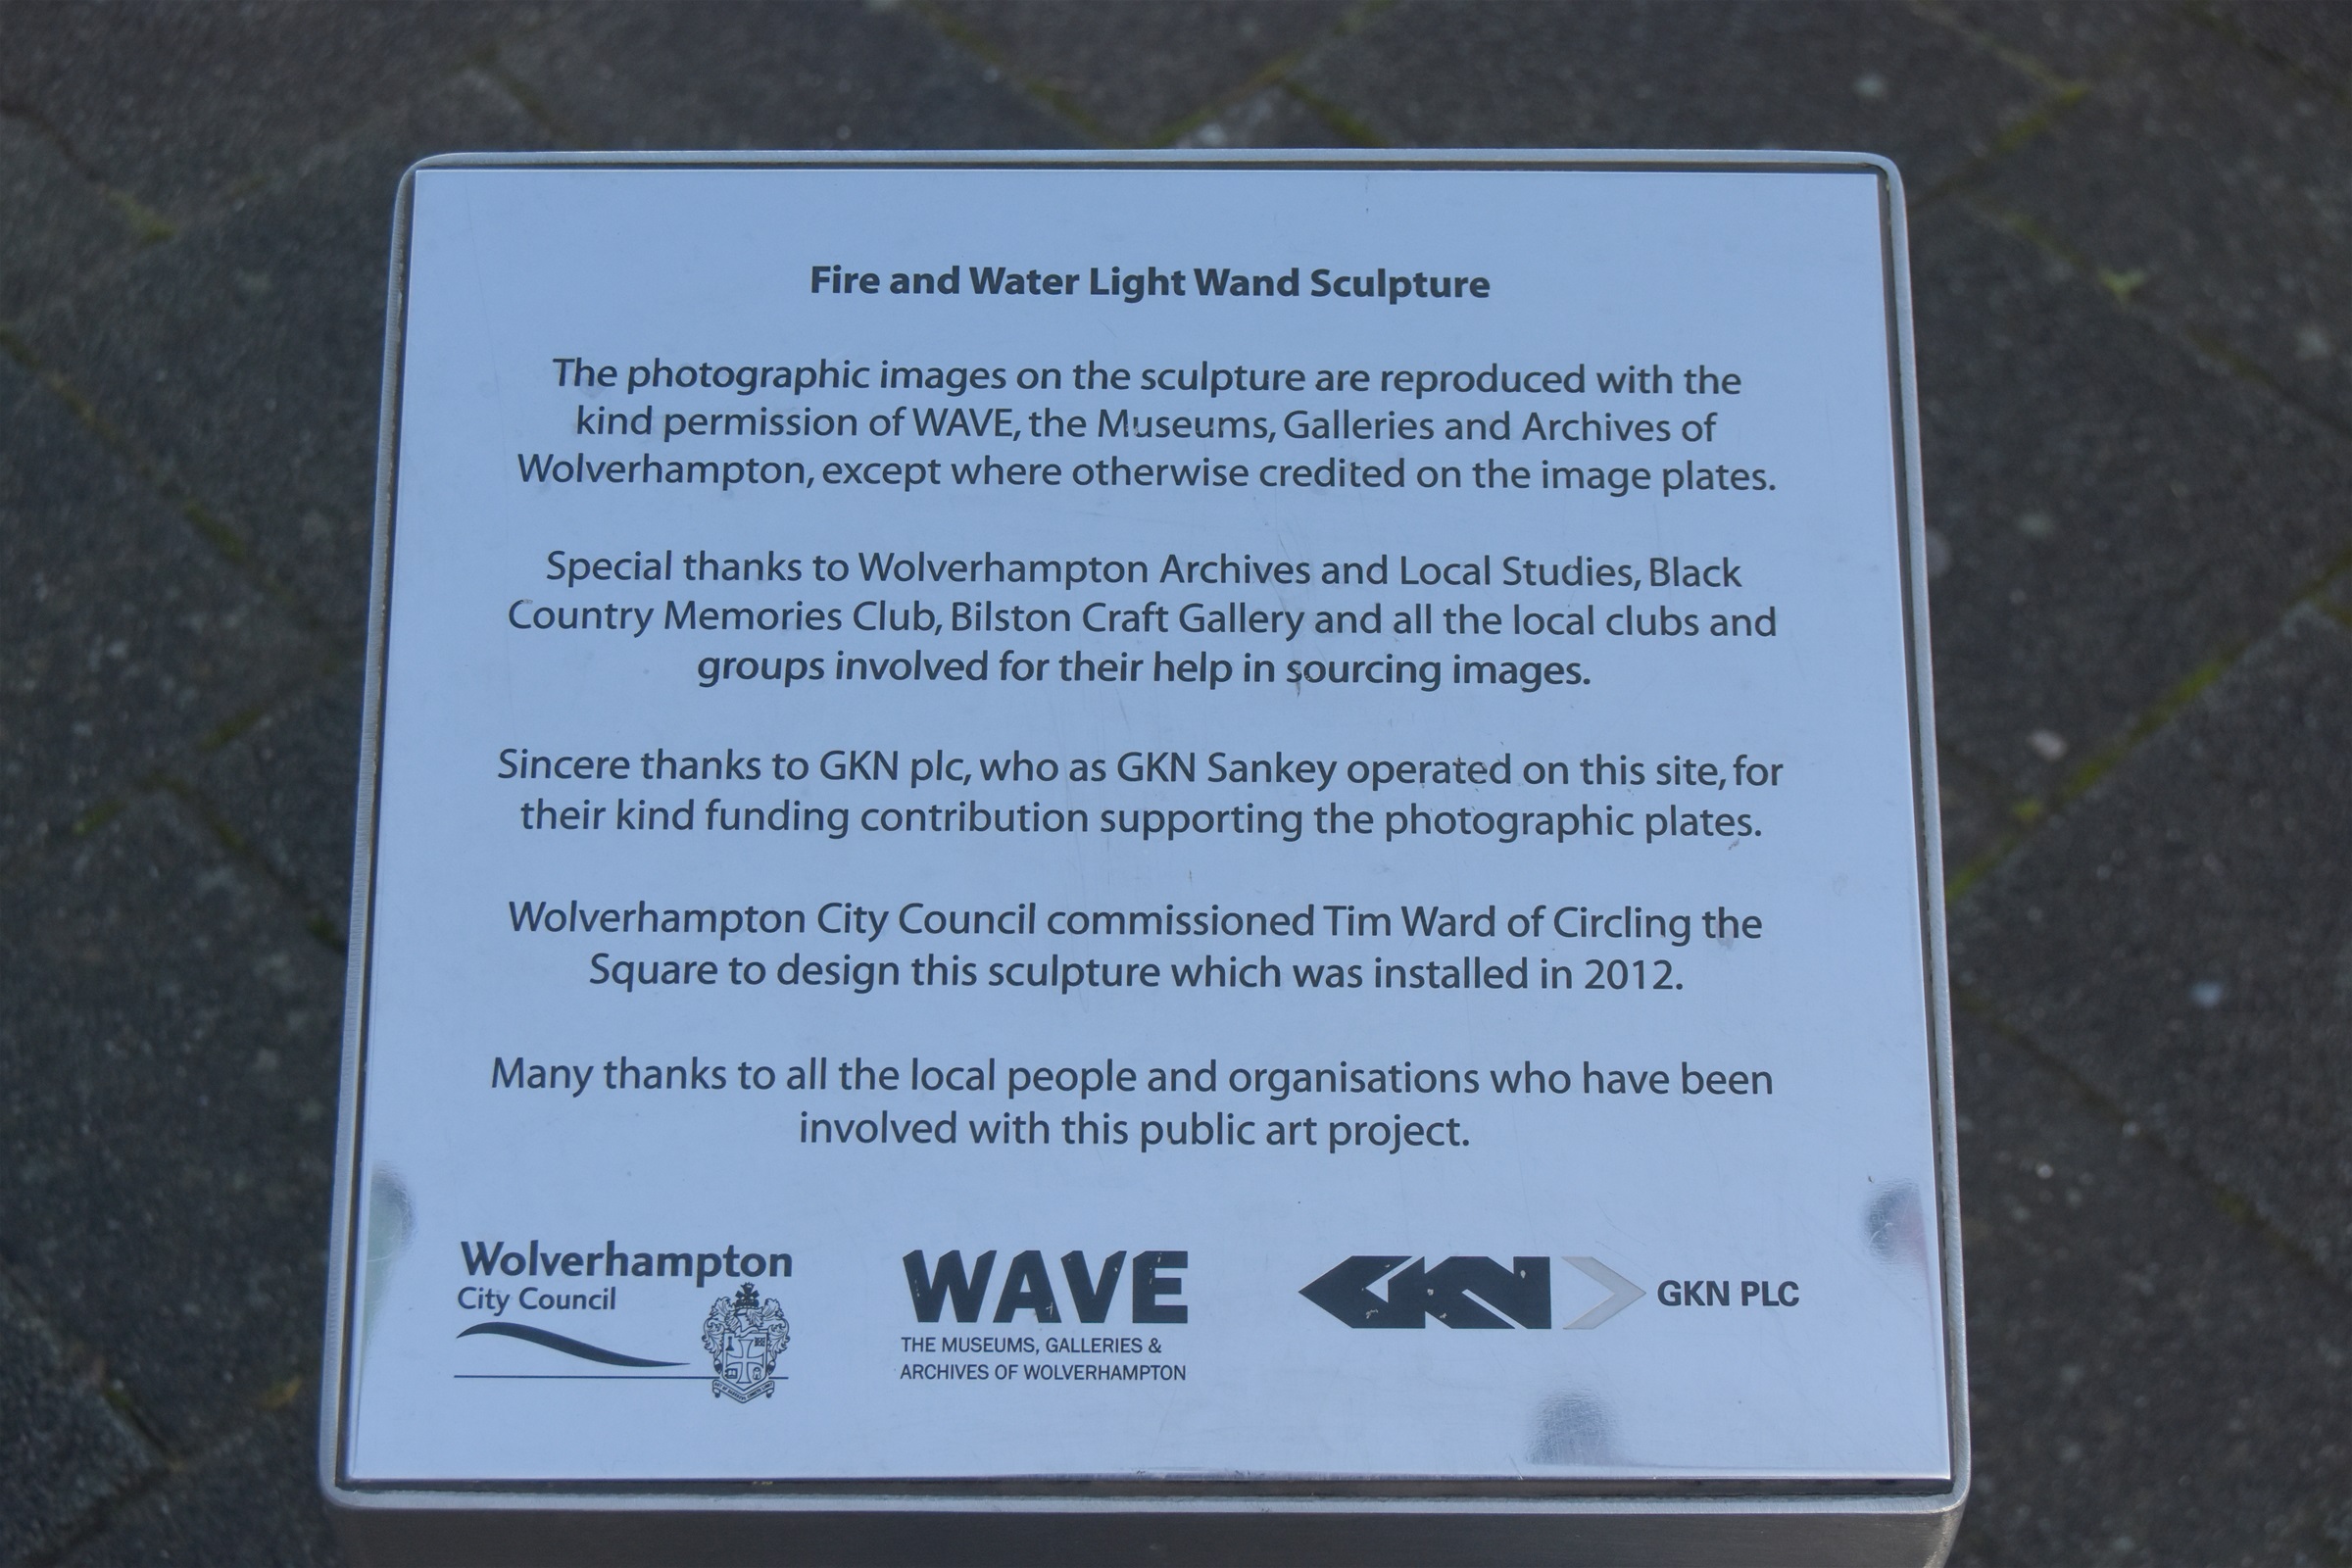 Fire and Water Light Wand Sculpture
The photographic images on the sculpture are reproduced with the
kind permission of WAVE, the Museums, Galleries and Archives of
Wolverhampton, except where otherwise credited on the image plates.
Special thanks to Wolverhampton Archives and Local Studies, Black
Country Memories Club, Bilston Craft Gallery and all the local clubs and
groups involved for their help in sourcing images.
Sincere thanks to GKN plc, who as GKN Sankey operated on this site, for
their kind funding contribution supporting the photographic plates.
Wolverhampton City Council commissioned Tim Ward of Circling the
Square to design this sculpture which was installed in 2012.
Many thanks to all the local people and organisations who have been
involved with this public art project.
Wolverhampton
City Council
WAVE
THE MUSEUMS, GALLERIES &
ARCHIVES OF WOLVERHAMPTON
GKN
GKN PLC